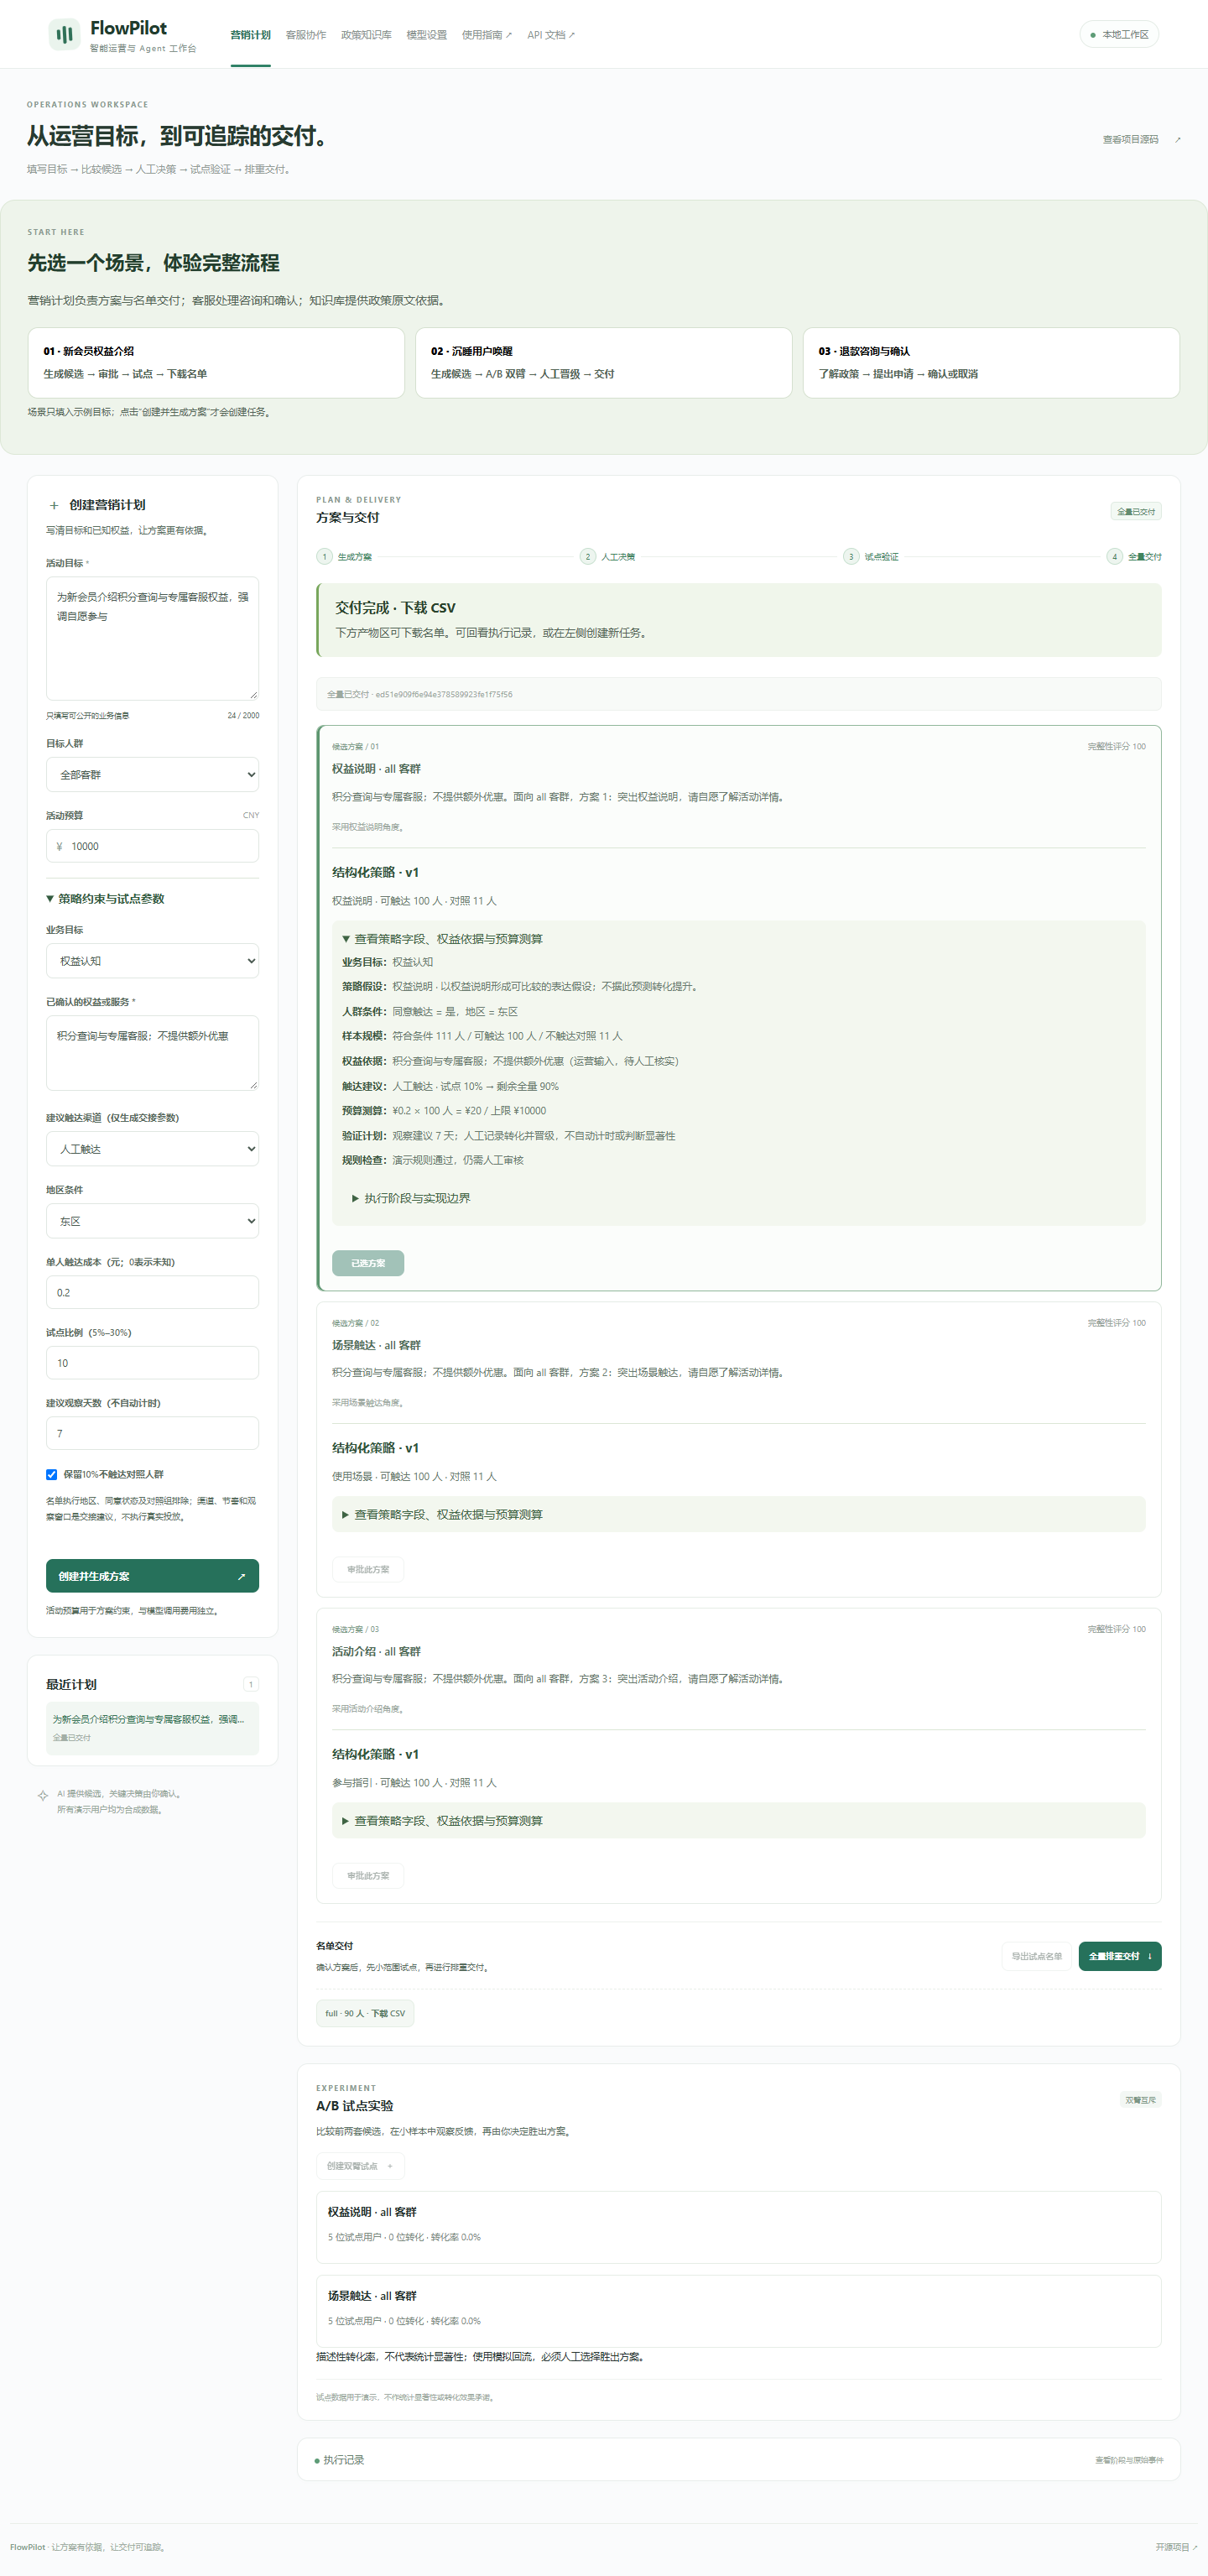 FlowPilot
智能运营与 Agent 工作台
营销计划
客服协作
政策知识库
模型设置
使用指南 ↗
API 文档 ↗
本地工作区
OPERATIONS WORKSPACE
从运营目标，到可追踪的交付。
填写目标 → 比较候选 → 人工决策 → 试点验证 → 排重交付。
查看项目源码 ↗
START HERE
先选一个场景，体验完整流程
营销计划负责方案与名单交付；客服处理咨询和确认；知识库提供政策原文依据。
01 · 新会员权益介绍
生成候选 → 审批 → 试点 → 下载名单
02 · 沉睡用户唤醒
生成候选 → A/B 双臂 → 人工晋级 → 交付
03 · 退款咨询与确认
了解政策 → 提出申请 → 确认或取消
场景只填入示例目标；点击“创建并生成方案”才会创建任务。
＋ 创建营销计划
写清目标和已知权益，让方案更有依据。
活动目标 *
为新会员介绍积分查询与专属客服权益，强
调自愿参与
只填写可公开的业务信息
24 / 2000
目标人群
全部客群
活动预算
CNY
¥ 10000
▼ 策略约束与试点参数
业务目标
权益认知
已确认的权益或服务 *
积分查询与专属客服；不提供额外优惠
建议触达渠道（仅生成交接参数）
人工触达
地区条件
东区
单人触达成本（元；0表示未知）
0.2
试点比例（5%–30%）
10
建议观察天数（不自动计时）
7
保留10%不触达对照人群
名单执行地区、同意状态及对照组排除；渠道、节奏和观
察窗口是交接建议，不执行真实投放。
创建并生成方案 ↗
活动预算用于方案约束，与模型调用费用独立。
最近计划
1
为新会员介绍积分查询与专属客服权益，强调...
全量已交付
AI 提供候选，关键决策由你确认。
所有演示用户均为合成数据。
PLAN & DELIVERY
方案与交付
全量已交付
1 生成方案
2 人工决策
3 试点验证
4 全量交付
交付完成 · 下载 CSV
下方产物区可下载名单。可回看执行记录，或在左侧创建新任务。
全量已交付 · ed51e909f6e94e378589923fe1f75f56
候选方案 / 01
完整性评分 100
权益说明 · all 客群
积分查询与专属客服；不提供额外优惠。面向 all 客群，方案 1：突出权益说明，请自愿了解活动详情。
采用权益说明角度。
结构化策略 · v1
权益说明 · 可触达 100 人 · 对照 11 人
▼ 查看策略字段、权益依据与预算测算
业务目标：权益认知
策略假设：权益说明 · 以权益说明形成可比较的表达假设；不据此预测转化提升。
人群条件：同意触达 = 是，地区 = 东区
样本规模：符合条件 111 人 / 可触达 100 人 / 不触达对照 11 人
权益依据：积分查询与专属客服；不提供额外优惠（运营输入，待人工核实）
触达建议：人工触达 · 试点 10% → 剩余全量 90%
预算测算：¥0.2 × 100 人 = ¥20 / 上限 ¥10000
验证计划：观察建议 7 天；人工记录转化并晋级，不自动计时或判断显著性
规则检查：演示规则通过，仍需人工审核
▶ 执行阶段与实现边界
已选方案
候选方案 / 02
完整性评分 100
场景触达 · all 客群
积分查询与专属客服；不提供额外优惠。面向 all 客群，方案 2：突出场景触达，请自愿了解活动详情。
采用场景触达角度。
结构化策略 · v1
使用场景 · 可触达 100 人 · 对照 11 人
▶ 查看策略字段、权益依据与预算测算
审批此方案
候选方案 / 03
完整性评分 100
活动介绍 · all 客群
积分查询与专属客服；不提供额外优惠。面向 all 客群，方案 3：突出活动介绍，请自愿了解活动详情。
采用活动介绍角度。
结构化策略 · v1
参与指引 · 可触达 100 人 · 对照 11 人
▶ 查看策略字段、权益依据与预算测算
审批此方案
名单交付
确认方案后，先小范围试点，再进行排重交付。
导出试点名单
全量排重交付 ↓
full · 90 人 · 下载 CSV
EXPERIMENT
A/B 试点实验
双臂互斥
比较前两套候选，在小样本中观察反馈，再由你决定胜出方案。
创建双臂试点 +
权益说明 · all 客群
5 位试点用户 · 0 位转化 · 转化率 0.0%
场景触达 · all 客群
5 位试点用户 · 0 位转化 · 转化率 0.0%
描述性转化率，不代表统计显著性；使用模拟回流，必须人工选择胜出方案。
试点数据用于演示，不作统计显著性或转化效果承诺。
执行记录
查看阶段与原始事件
FlowPilot · 让方案有依据，让交付可追踪。
开源项目 ↗